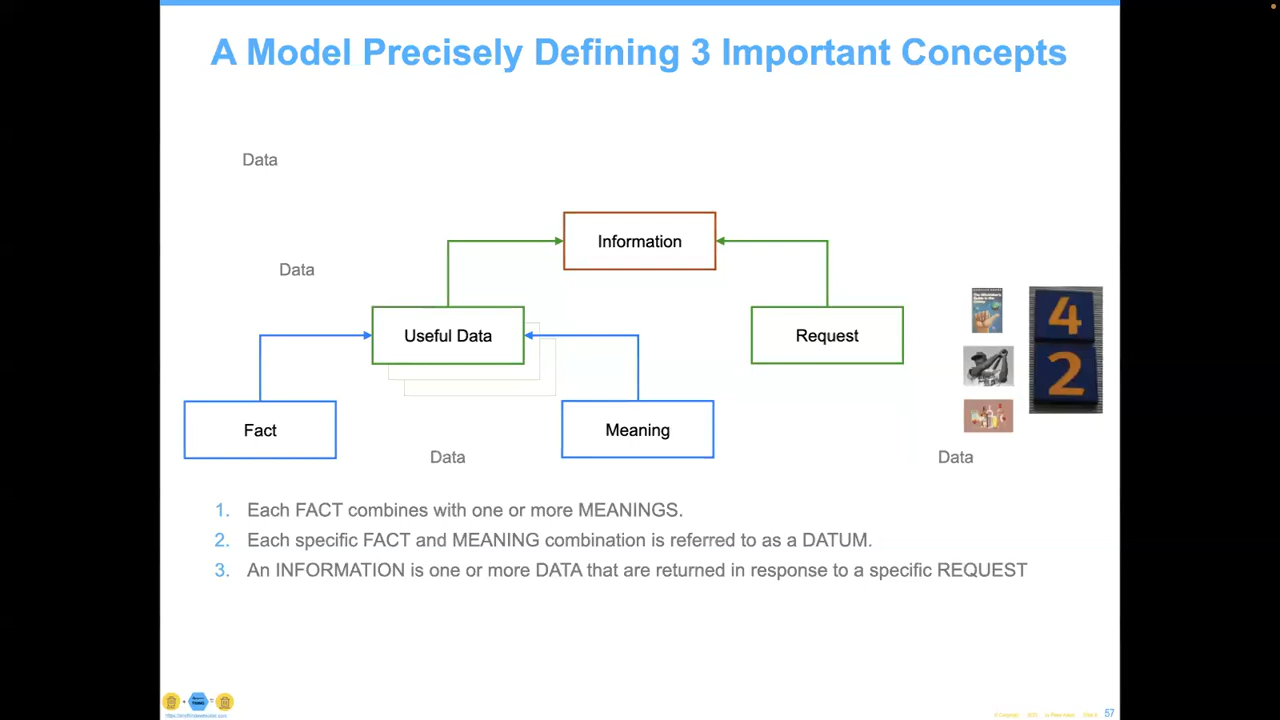 A Model Precisely Defining 3 Important Concepts
Data
Information
Data
Useful Data
Request
4
2
Fact
Meaning
Data
Data
1. Each FACT combines with one or more MEANINGS.
2. Each specific FACT and MEANING combination is referred to as a DATUM.
3. An INFORMATION is one or more DATA that are returned in response to a specific REQUEST
57